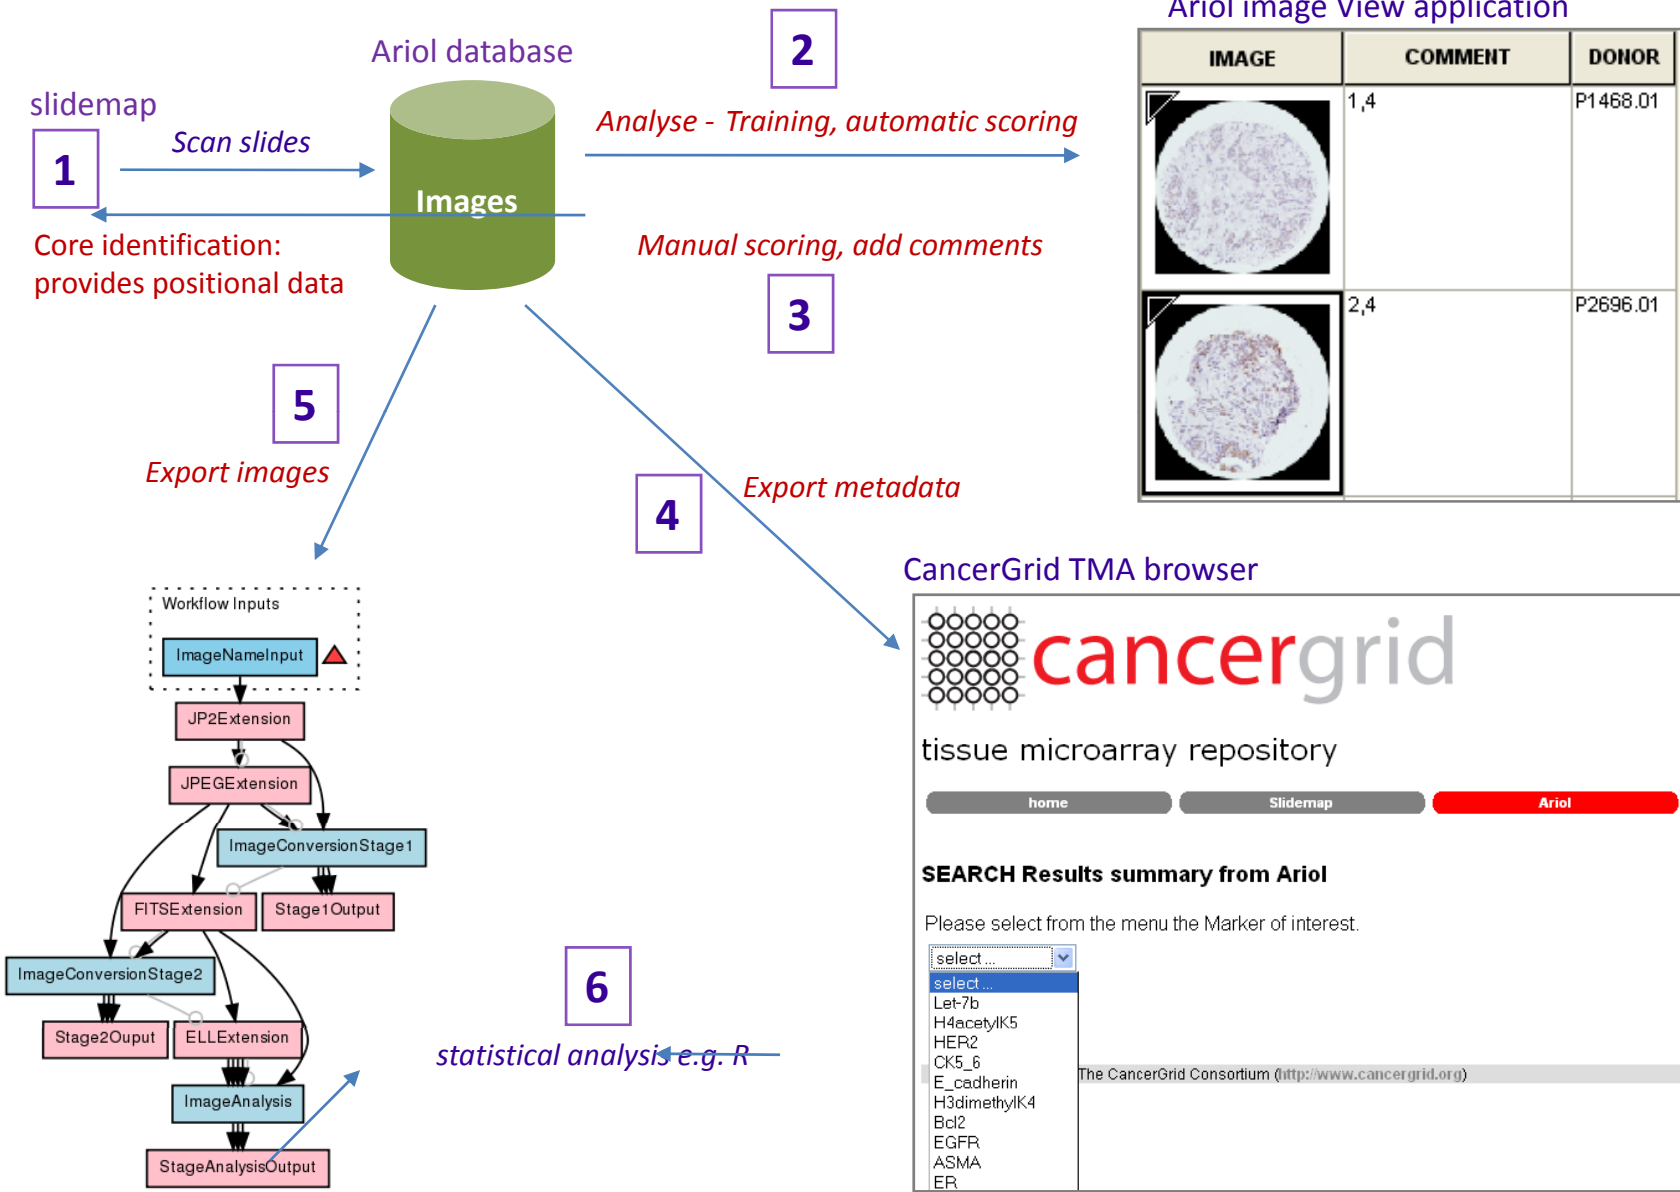 Ariol image View application
Ariol database
2
IMAGE COMMENT DONOR
slidemap
1,4 P1468.01
1
Scan slides
Analyse - Training, automatic scoring
Images
Core identification:
provides positional data
Manual scoring, add comments
3
2,4 P2696.01
5
Export images
4
Export metadata
CancerGrid TMA browser
Workflow Inputs
ImageNameInput
JP2Extension
JPEGExtension
ImageConversionStage1
FITSExtension
Stage1Output
ImageConversionStage2
Stage2Ouput
ELLExtension
ImageAnalysis
StageAnalysisOutput
6
statistical analysis e.g. R
cancergrid
tissue microarray repository
home Slidemap Ariol
SEARCH Results summary from Ariol
Please select from the menu the Marker of interest.
select ...
select ...
Let-7b
H4acetylK5
HER2
CK5_6
The CancerGrid Consortium (http://www.cancergrid.org)
E_cadherin
H3dimethylK4
Bcl2
EGFR
ASMA
ER